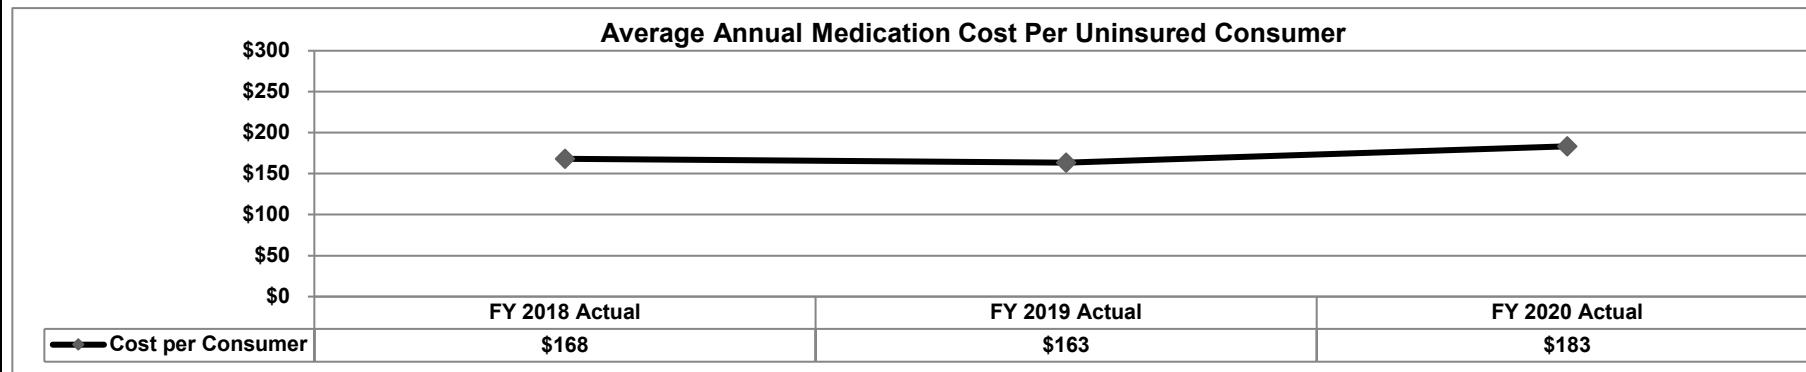 Average Annual Medication Cost Per Uninsured Consumer
$300
$250
$200
$150
$100
$50
$0
FY 2018 Actual FY 2019 Actual FY 2020 Actual
Cost per Consumer $168 $163 $183